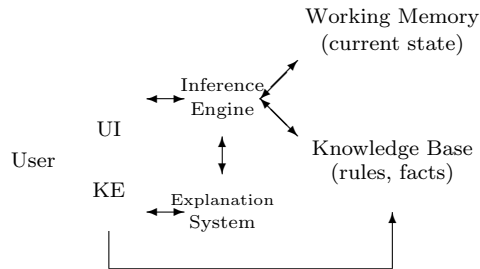 Working Memory
(current state)
Inference
Engine
UI
Knowledge Base
(rules, facts)
User
KE
Explanation
System